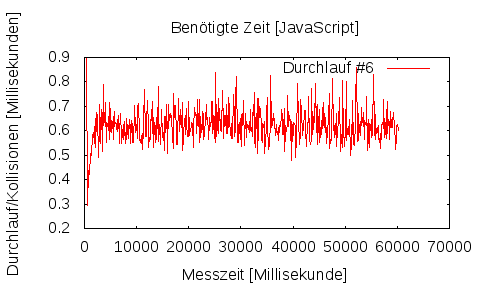 Benötigte Zeit [JavaScript]
Durchlauf/Kollisionen [Millisekunden]
Durchlauf #6
0.9
0.8
0.7
0.6
0.5
0.4
0.3
0.2
0 10000 20000 30000 40000 50000 60000 70000
Messzeit [Millisekunde]